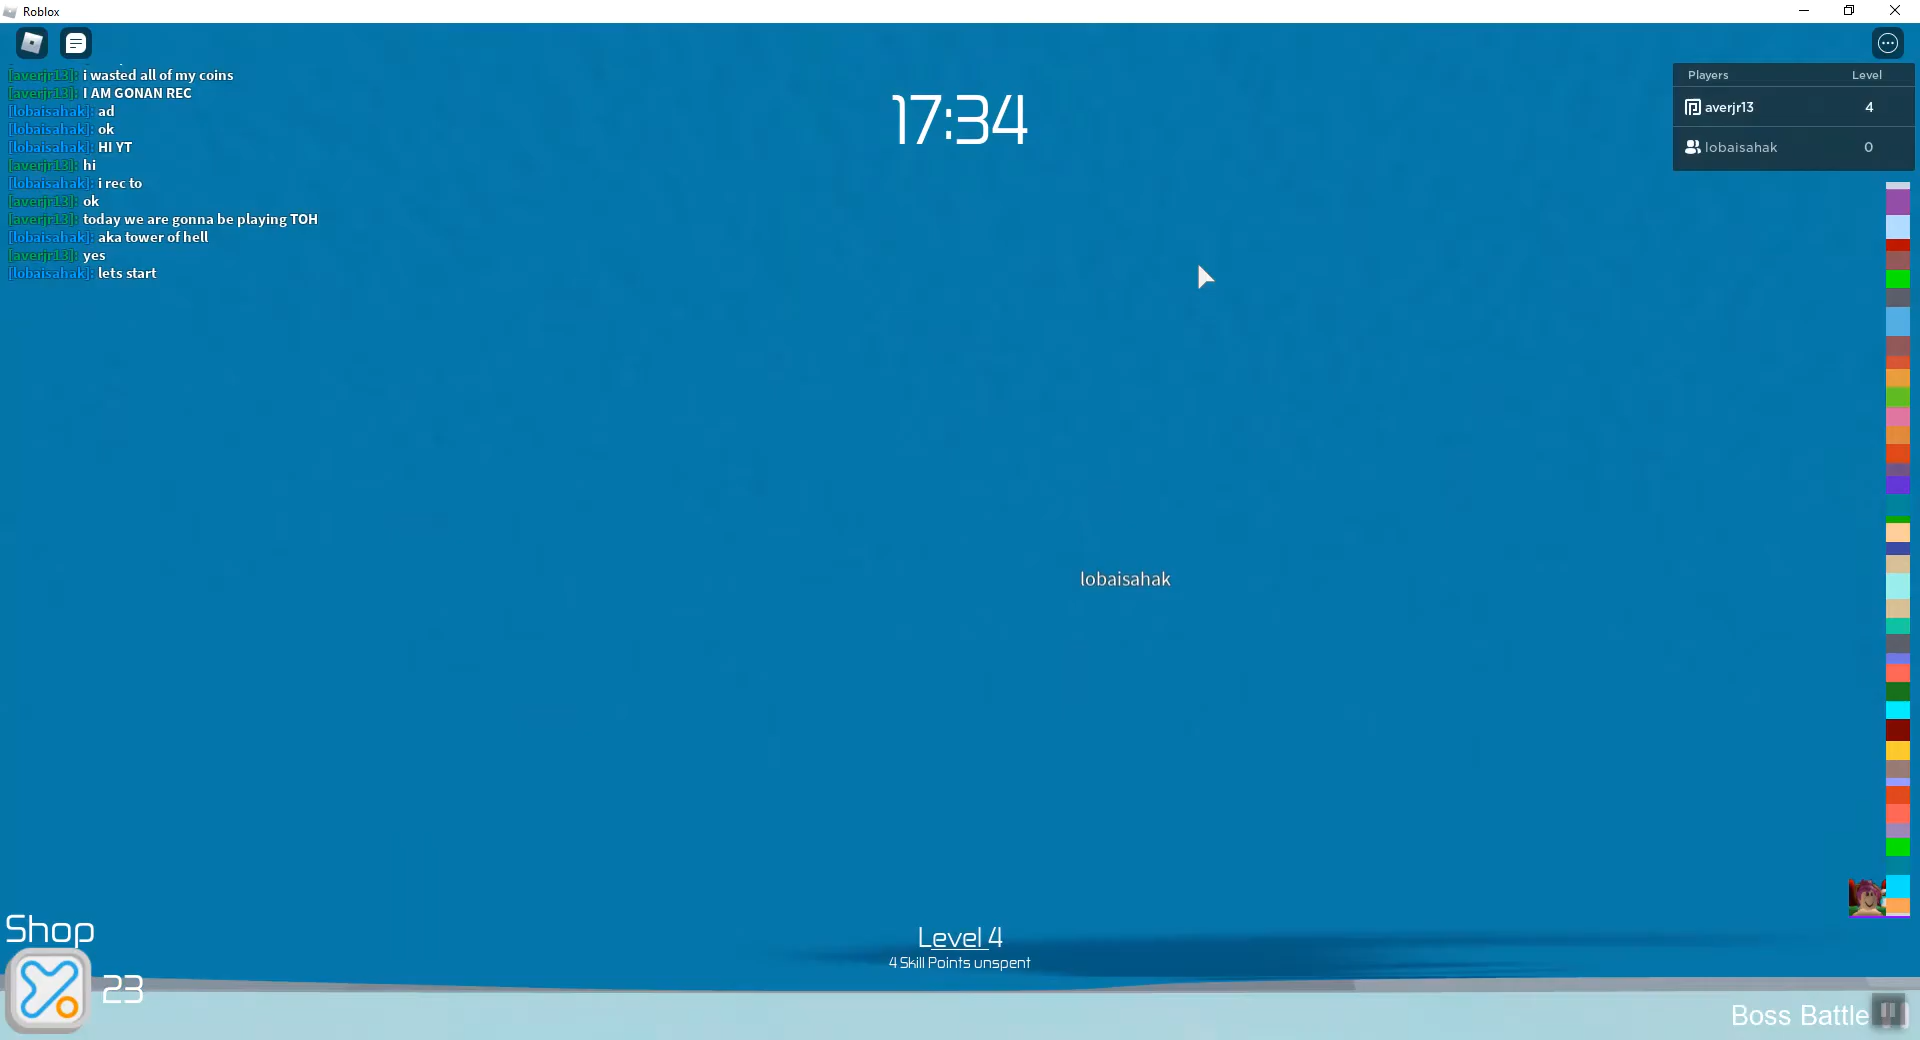 Roblox
[averjr13]: i wasted all of my coins
[averjr13]: I AM GONAN REC
[lobaisahak]: ad
[lobaisahak]: ok
[lobaisahak]: HI YT
[averjr13]: hi
[lobaisahak]: i rec to
[averjr13]: ok
[averjr13]: today we are gonna be playing TOH
[lobaisahak]: aka tower of hell
[averjr13]: yes
[lobaisahak]: lets start
17:34
Players Level
averjr13 4
lobaisahak 0
lobaisahak
Level 4
4 Skill Points unspent
Shop
23
Boss Battle